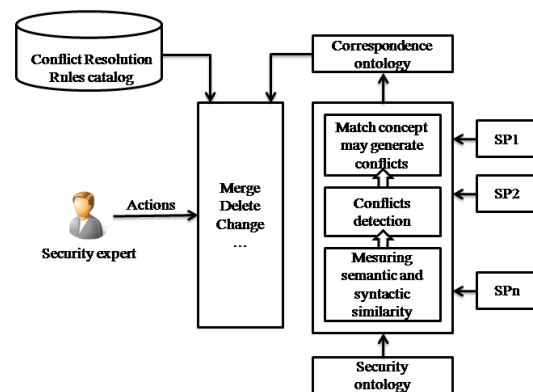 Conflict Resolution
Rules catalog
Correspondence
ontology
Match concept
may generate
conflicts
SP1
Merge
Delete
Change
...
Actions
Security expert
Conflicts
detection
SP2
Mesuring
semantic and
syntactic
similarity
SPn
Security
ontology